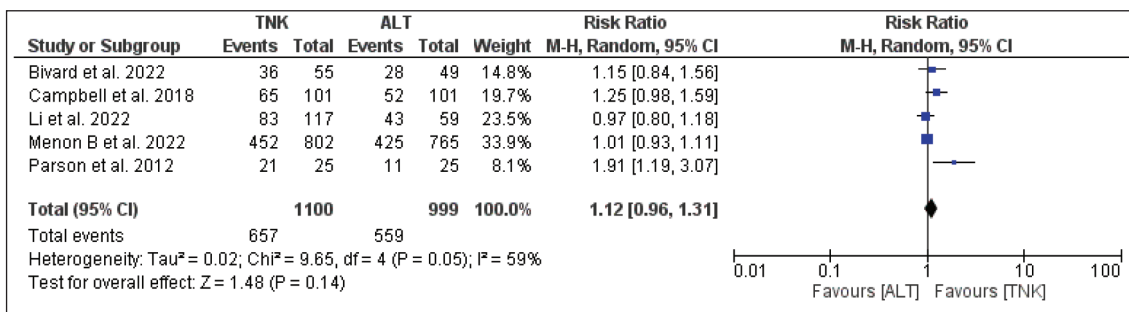 TNK ALT Risk Ratio Risk Ratio
Study or Subgroup Events Total Events Total Weight M-H, Random, 95% CI M-H, Random, 95% CI
Bivard et al. 2022 36 55 28 49 14.8% 1.15 [0.84, 1.56]
Campbell et al. 2018 65 101 52 101 19.7% 1.25 [0.98, 1.59]
Li et al. 2022 83 117 43 59 23.5% 0.97 [0.80, 1.18]
Menon B et al. 2022 452 802 425 765 33.9% 1.01 [0.93, 1.11]
Parson et al. 2012 21 25 11 25 8.1% 1.91 [1.19, 3.07]
Total (95% CI) 1100 999 100.0% 1.12 [0.96, 1.31]
Total events 657 559
Heterogeneity: Tau² = 0.02; Chi² = 9.65, df = 4 (P = 0.05); I² = 59%
Test for overall effect: Z = 1.48 (P = 0.14)
0.01 0.1 1 10 100
Favours [ALT] Favours [TNK]